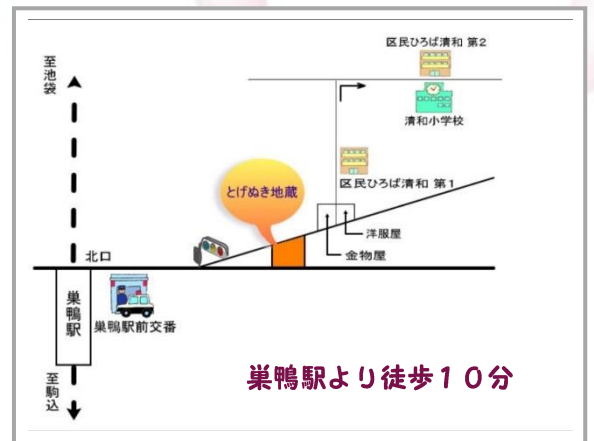 区民ひろば清和 第2
至池袋
清和小学校
区民ひろば清和 第1
とげぬき地蔵
洋服屋
金物屋
北口
巣鴨駅
巣鴨駅前交番
至駒込
巣鴨駅より徒歩１０分